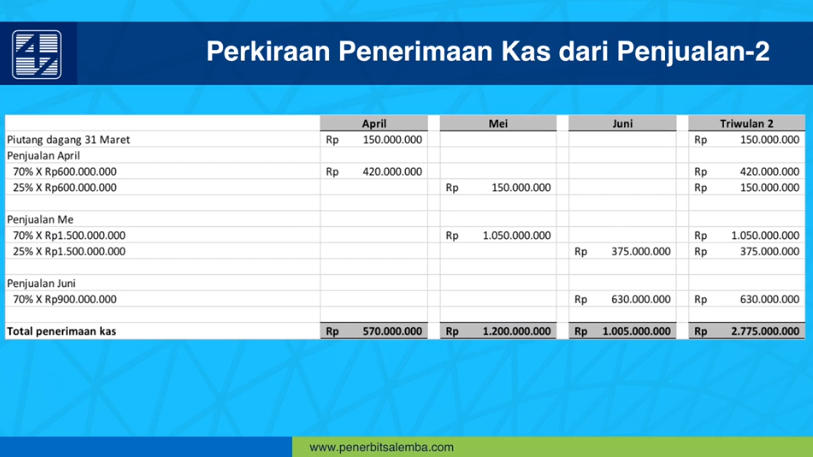 Perkiraan Penerimaan Kas dari Penjualan-2
April Mei Juni Triwulan 2
Piutang dagang 31 Maret Rp 150.000.000 Rp 150.000.000
Penjualan April
70% X Rp600.000.000 Rp 420.000.000 Rp 420.000.000
25% X Rp600.000.000 Rp 150.000.000 Rp 150.000.000
Penjualan Me
70% X Rp1.500.000.000 Rp 1.050.000.000 Rp 1.050.000.000
25% X Rp1.500.000.000 Rp 375.000.000 Rp 375.000.000
Penjualan Juni
70% X Rp900.000.000 Rp 630.000.000 Rp 630.000.000
Total penerimaan kas Rp 570.000.000 Rp 1.200.000.000 Rp 1.005.000.000 Rp 2.775.000.000
www.penerbitsalemba.com